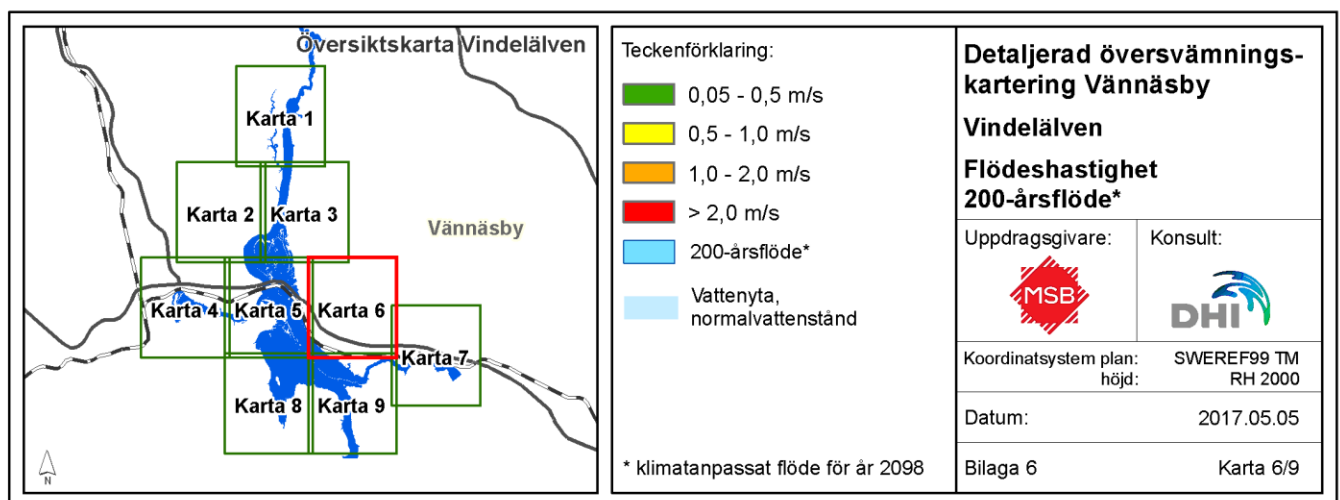 Översiktskarta Vindelälven
Karta 1
Karta 2
Karta 3
Vännäsby
Karta 4
Karta 5
Karta 6
Karta 7
Karta 8
Karta 9
N
Teckenförklaring:
0,05 - 0,5 m/s
0,5 - 1,0 m/s
1,0 - 2,0 m/s
> 2,0 m/s
200-årsflöde*
Vattenyta,
normalvattenstånd
* klimatanpassat flöde för år 2098
Detaljerad översvämnings-
kartering Vännäsby
Vindelälven
Flödeshastighet
200-årsflöde*
Uppdragsgivare:
MSB
Konsult:
DHI
Koordinatsystem plan: SWEREF99 TM
höjd: RH 2000
Datum: 2017.05.05
Bilaga 6 Karta 6/9